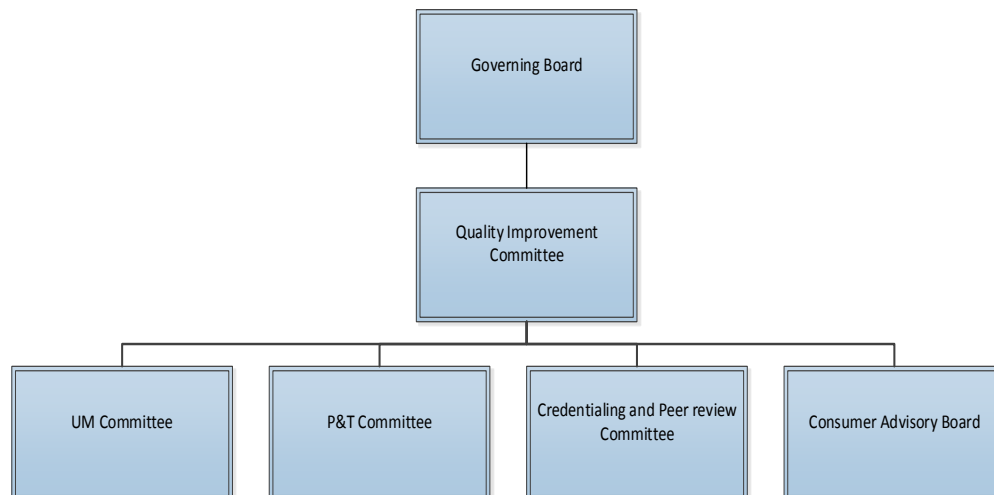 Governing Board
Quality Improvement
Committee
UM Committee
P&T Committee
Credentialing and Peer review
Committee
Consumer Advisory Board